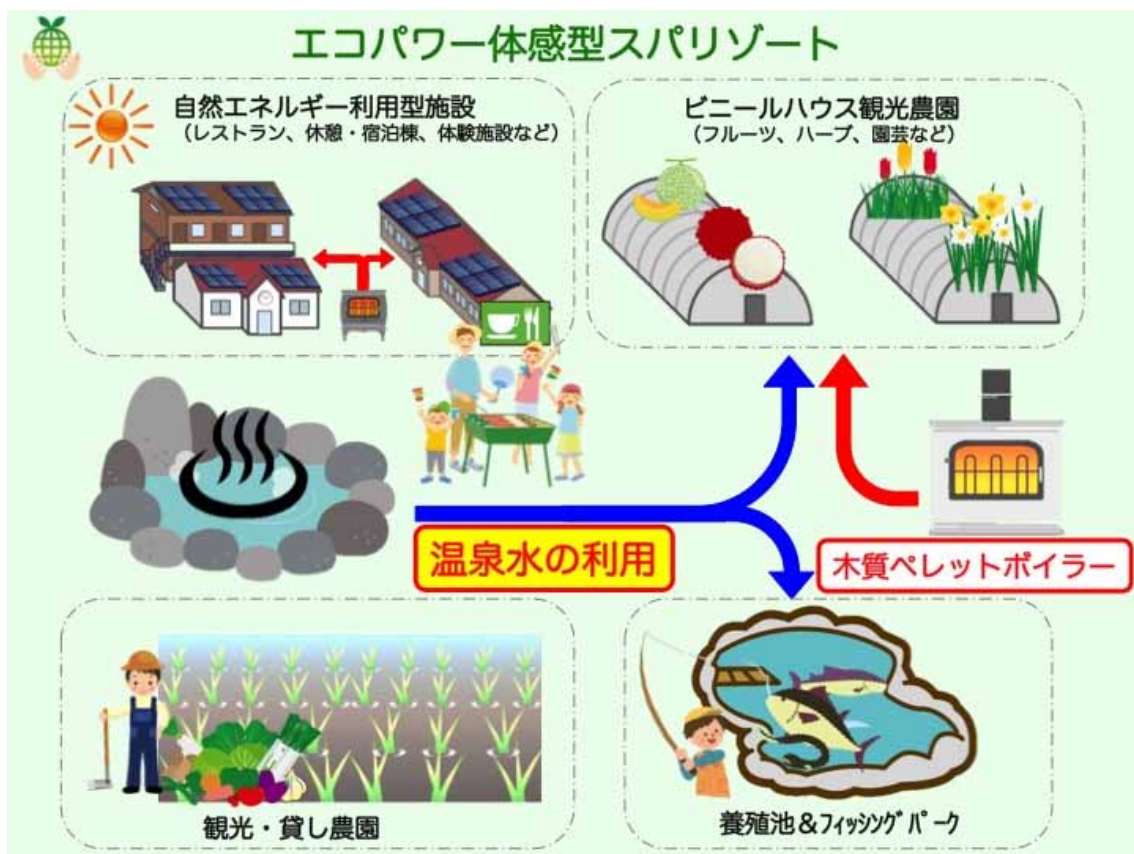 エコパワー体感型スパリゾート
自然エネルギー利用型施設
（レストラン、休憩・宿泊棟、体験施設など）
ビニールハウス観光農園
（フルーツ、ハーブ、園芸など）
温泉水の利用
木質ペレットボイラー
観光・貸し農園
養殖池＆ﾌｨｯｼﾝｸﾞﾊﾟｰｸ